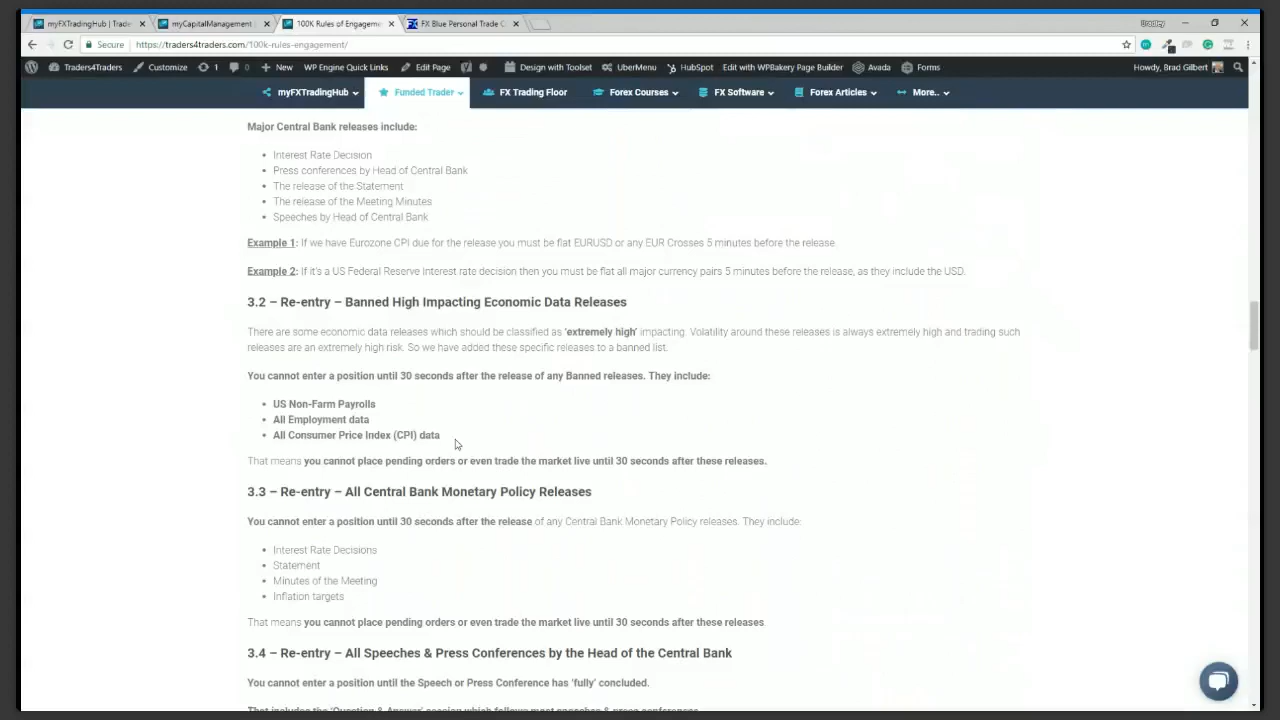 myFXTradingHub | Trade
myCapitalManagement |
100K Rules of Engageme
FX Blue Personal Trade C
Bradley
Secure
https://traders4traders.com/100k-rules-engagement/
Traders4Traders
Customize
1
0
New
WP Engine Quick Links
Edit Page
Design with Toolset
UberMenu
HubSpot
Edit with WPBakery Page Builder
Avada
Forms
Howdy, Brad Gilbert
myFXTradingHub
Funded Trader
FX Trading Floor
Forex Courses
FX Software
Forex Articles
More..
Major Central Bank releases include:
• Interest Rate Decision
• Press conferences by Head of Central Bank
• The release of the Statement
• The release of the Meeting Minutes
• Speeches by Head of Central Bank
Example 1: If we have Eurozone CPI due for the release you must be flat EURUSD or any EUR Crosses 5 minutes before the release.
Example 2: If it's a US Federal Reserve Interest rate decision then you must be flat all major currency pairs 5 minutes before the release, as they include the USD.
3.2 – Re-entry – Banned High Impacting Economic Data Releases
There are some economic data releases which should be classified as 'extremely high' impacting. Volatility around these releases is always extremely high and trading such
releases are an extremely high risk. So we have added these specific releases to a banned list.
You cannot enter a position until 30 seconds after the release of any Banned releases. They include:
• US Non-Farm Payrolls
• All Employment data
• All Consumer Price Index (CPI) data
That means you cannot place pending orders or even trade the market live until 30 seconds after these releases.
3.3 – Re-entry – All Central Bank Monetary Policy Releases
You cannot enter a position until 30 seconds after the release of any Central Bank Monetary Policy releases. They include:
• Interest Rate Decisions
• Statement
• Minutes of the Meeting
• Inflation targets
That means you cannot place pending orders or even trade the market live until 30 seconds after these releases.
3.4 – Re-entry – All Speeches & Press Conferences by the Head of the Central Bank
You cannot enter a position until the Speech or Press Conference has 'fully' concluded.
That includes the 'Question & Answer' session which follows most speeches & press conferences